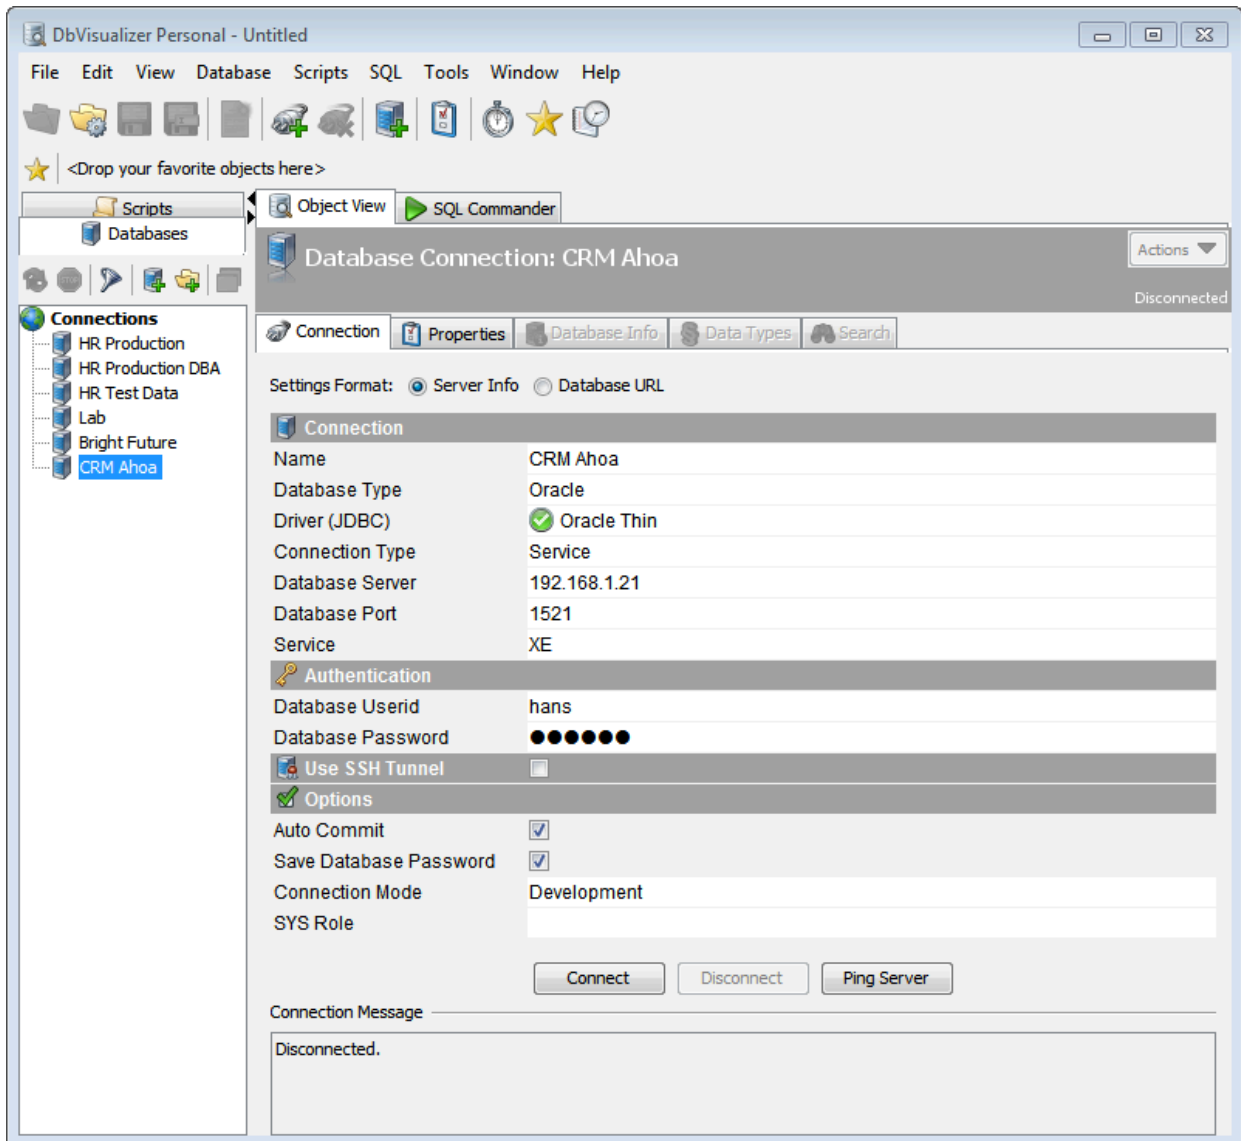 DbVisualizer Personal - Untitled
File Edit View Database Scripts SQL Tools Window Help
<Drop your favorite objects here>
Scripts
Databases
Object View SQL Commander
Database Connection: CRM Ahoa
Actions
Disconnected
Connections
HR Production
HR Production DBA
HR Test Data
Lab
Bright Future
CRM Ahoa
Connection Properties Database Info Data Types Search
Settings Format: Server Info Database URL
Connection
Name CRM Ahoa
Database Type Oracle
Driver (JDBC) Oracle Thin
Connection Type Service
Database Server 192.168.1.21
Database Port 1521
Service XE
Authentication
Database Userid hans
Database Password ●●●●●●
Use SSH Tunnel
Options
Auto Commit
Save Database Password
Connection Mode Development
SYS Role
Connect Disconnect Ping Server
Connection Message
Disconnected.